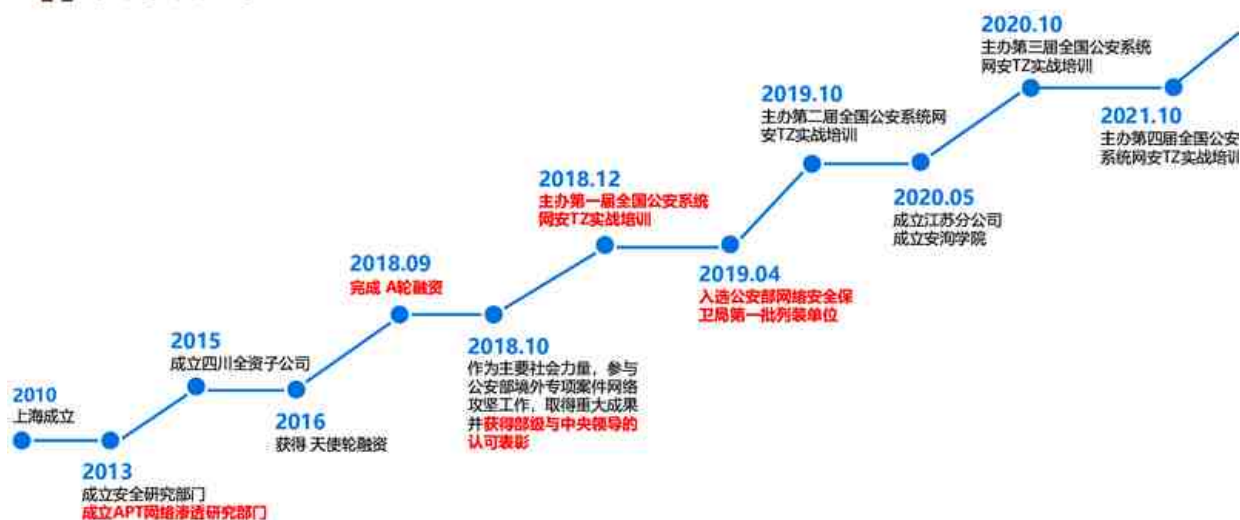 2010
上海成立
2013
成立安全研究部门
成立APT网络渗透研究部门
2015
成立四川全资子公司
2016
获得 天使轮融资
2018.09
完成 A轮融资
2018.10
作为主要社会力量，参与
公安部境外专项案件网络
攻坚工作，取得重大成果
并获得部级与中央领导的
认可表彰
2018.12
主办第一届全国公安系统
网安TZ实战培训
2019.04
入选公安部网络安全保
卫局第一批列装单位
2019.10
主办第二届全国公安系统网
安TZ实战培训
2020.05
成立江苏分公司
成立安洵学院
2020.10
主办第三届全国公安系统
网安TZ实战培训
2021.10
主办第四届全国公安
系统网安TZ实战培训